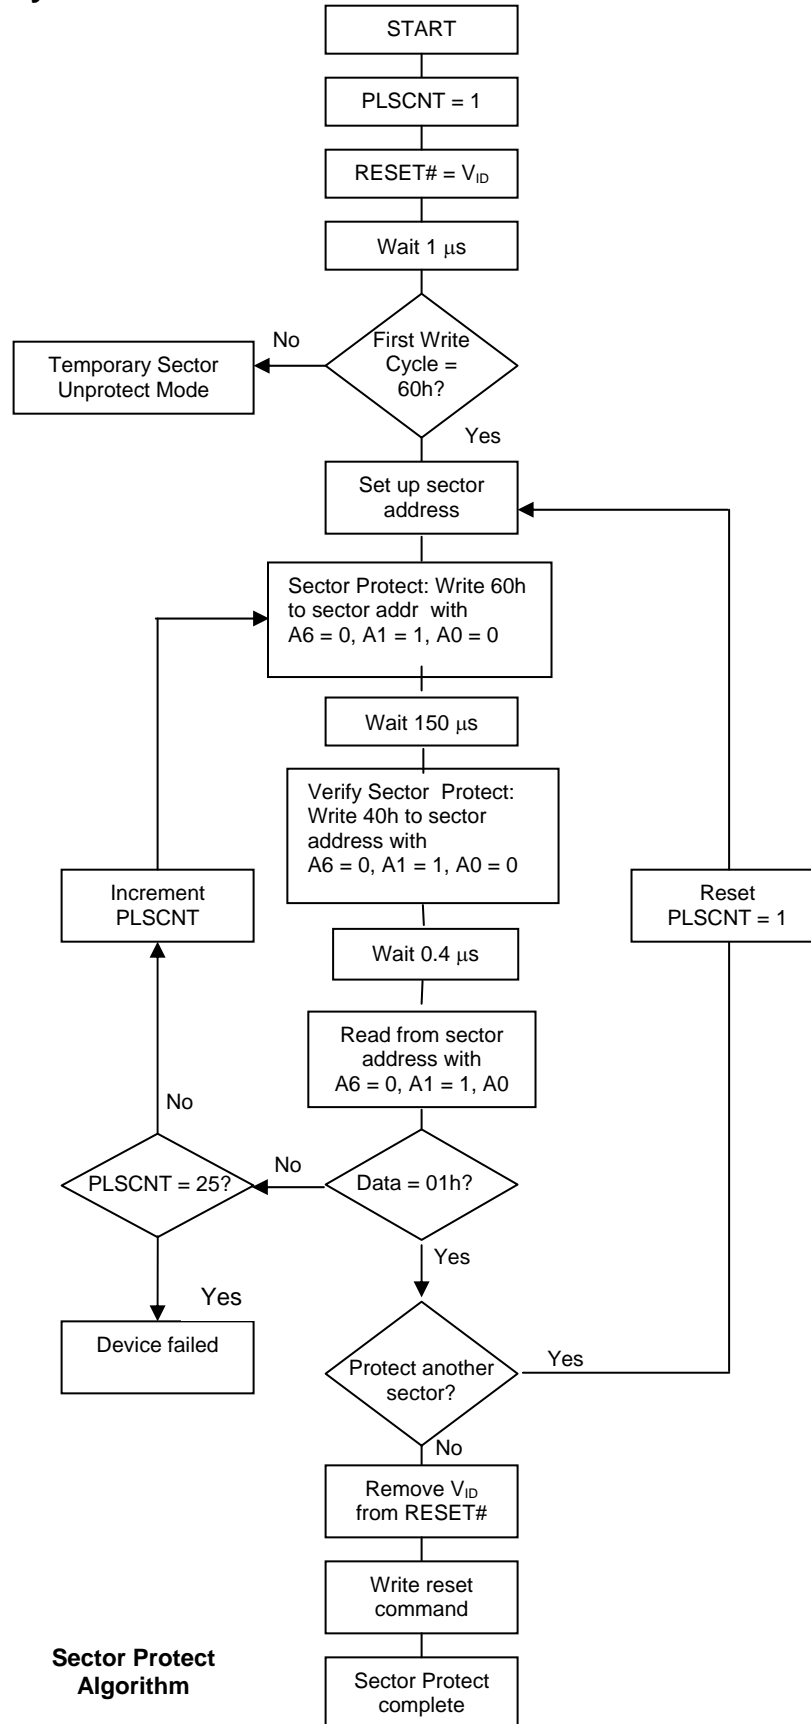 START
PLSCNT = 1
RESET# = VID
Wait 1 μs
First Write
Cycle =
60h?
No
Temporary Sector
Unprotect Mode
Yes
Set up sector
address
Sector Protect: Write 60h
to sector addr with
A6 = 0, A1 = 1, A0 = 0
Wait 150 μs
Verify Sector Protect:
Write 40h to sector
address with
A6 = 0, A1 = 1, A0 = 0
Increment
PLSCNT
Reset
PLSCNT = 1
Wait 0.4 μs
Read from sector
address with
A6 = 0, A1 = 1, A0
No
PLSCNT = 25?
No
Data = 01h?
Yes
Yes
Device failed
Protect another
sector?
Yes
No
Remove VID
from RESET#
Write reset
command
Sector Protect
Algorithm
Sector Protect
complete